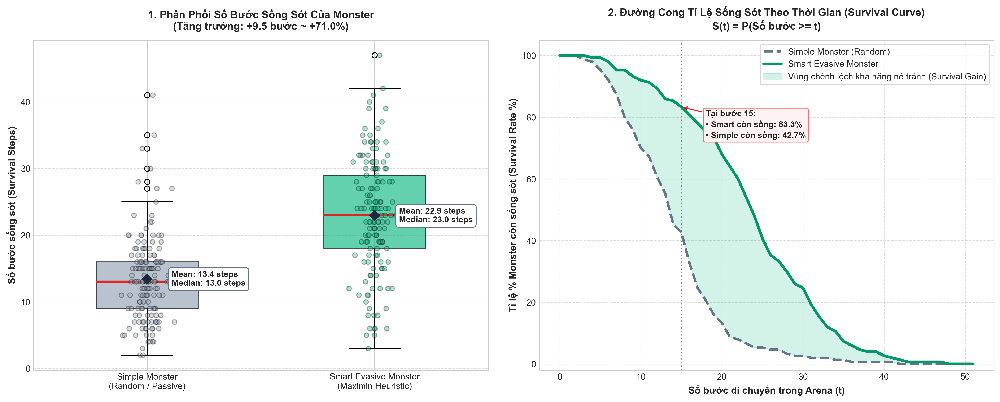 1. Phân Phối Số Bước Sống Sót Của Monster
(Tăng trưởng: +9.5 bước ~ +71.0%)
Số bước sống sót (Survival Steps)
40
30
20
10
0
Mean: 13.4 steps
Median: 13.0 steps
Mean: 22.9 steps
Median: 23.0 steps
Simple Monster
(Random / Passive)
Smart Evasive Monster
(Maximin Heuristic)
2. Đường Cong Tỉ Lệ Sống Sót Theo Thời Gian (Survival Curve)
S(t) = P(Số bước >= t)
Tỉ lệ % Monster còn sống sót (Survival Rate %)
100
80
60
40
20
0
Simple Monster (Random)
Smart Evasive Monster
Vùng chênh lệch khả năng né tránh (Survival Gain)
Tại bước 15:
• Smart còn sống: 83.3%
• Simple còn sống: 42.7%
0 10 20 30 40 50
Số bước di chuyển trong Arena (t)